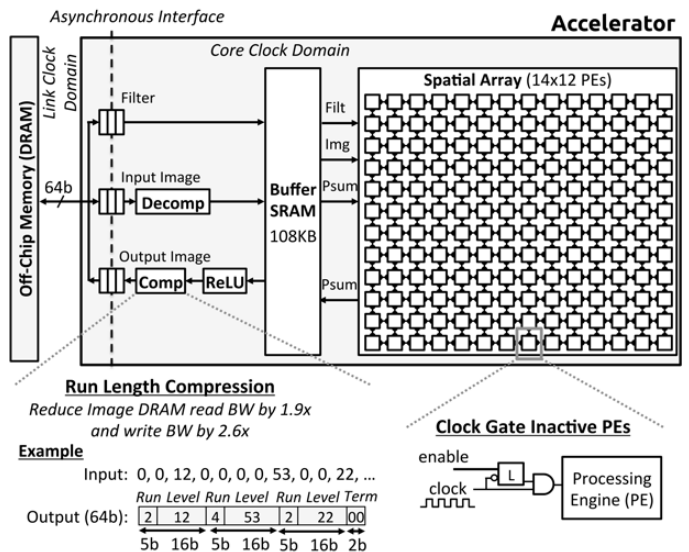 Asynchronous Interface
Accelerator
Link Clock
Domain
Core Clock Domain
Off-Chip Memory (DRAM)
64b
Filter
Input Image
Decomp
Output Image
Comp
ReLU
Buffer
SRAM
108KB
Filt
Img
Psum
Psum
Spatial Array (14x12 PEs)
Run Length Compression
Reduce Image DRAM read BW by 1.9x
and write BW by 2.6x
Example
Input: 0, 0, 12, 0, 0, 0, 0, 53, 0, 0, 22, ...
Run Level Run Level Run Level Term
Output (64b): 2 12 4 53 2 22 00
5b 16b 5b 16b 5b 16b 2b
Clock Gate Inactive PEs
enable
L
clock
Processing
Engine (PE)